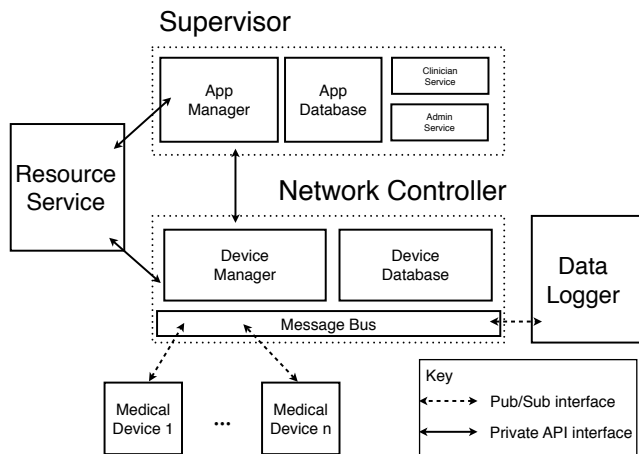 Supervisor
App
Manager
App
Database
Clinician
Service
Admin
Service
Resource
Service
Network Controller
Device
Manager
Device
Database
Data
Logger
Message Bus
Medical
Device 1
...
Medical
Device n
Key
Pub/Sub interface
Private API interface